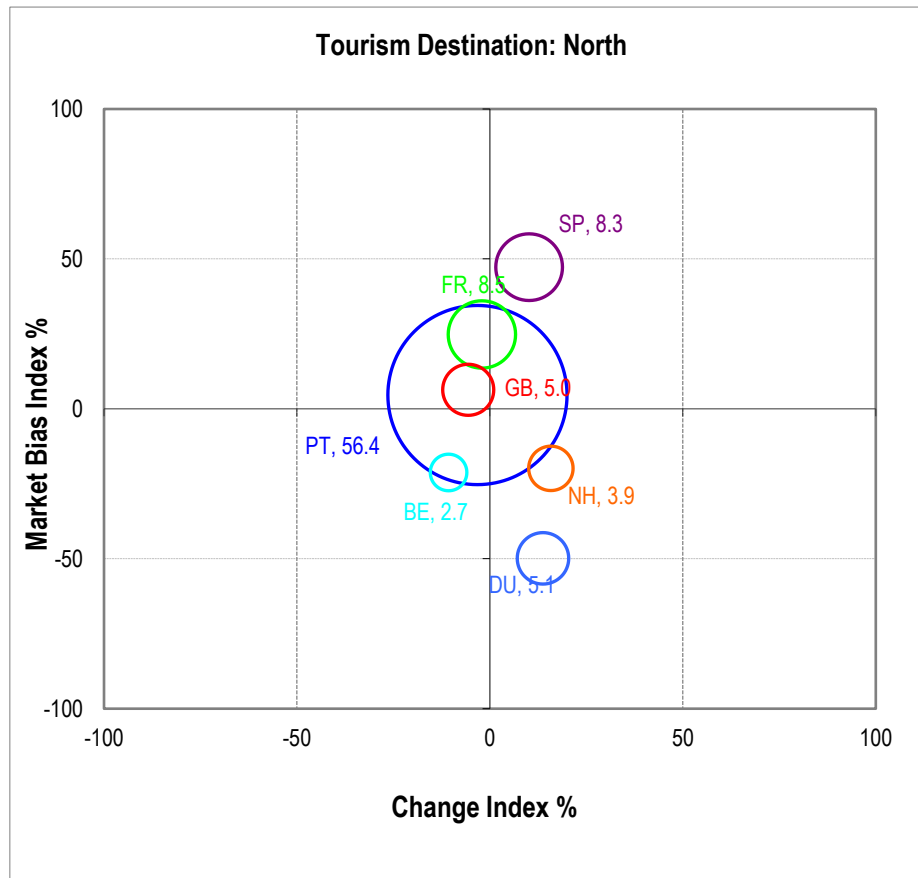 Tourism Destination: North
100
SP, 8.3
50
FR, 8.5
GB, 5.0
0
PT, 56.4
NH, 3.9
BE, 2.7
-50
DU, 5.1
-100
-100
-50
0
50
100
Market Bias Index %
Change Index %